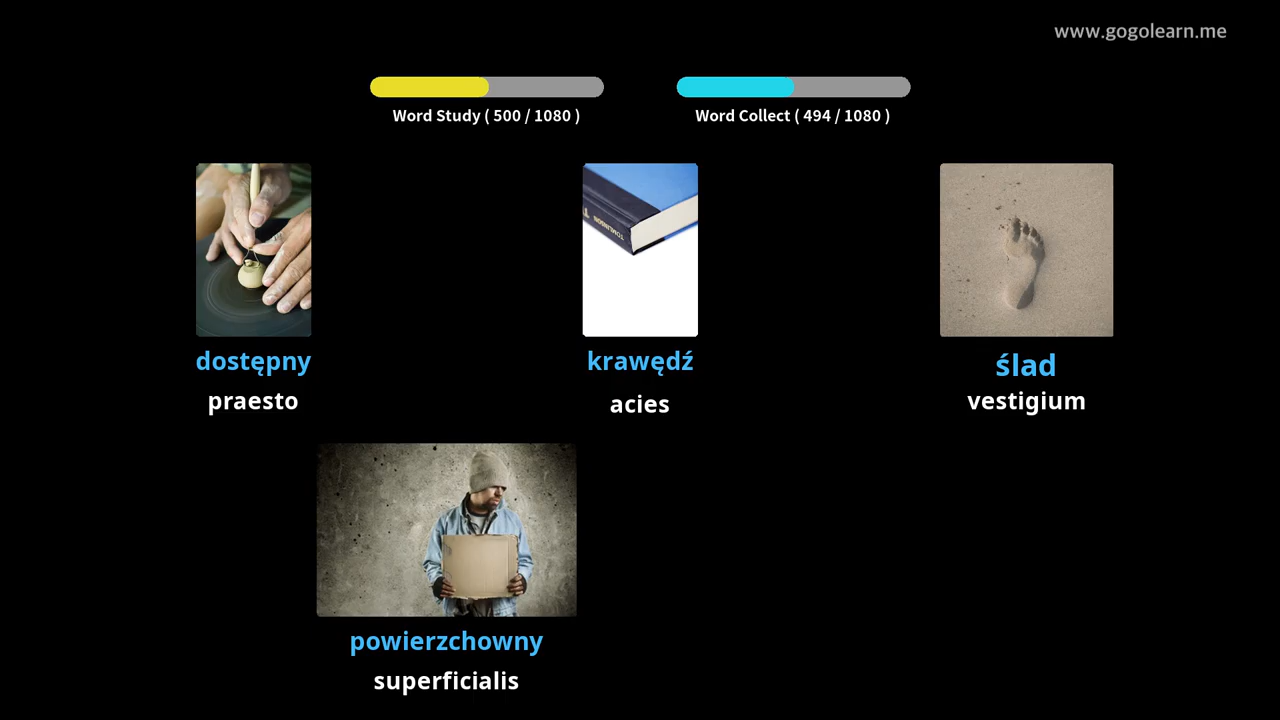 www.gogolearn.me
Word Study ( 500 / 1080 )
Word Collect ( 494 / 1080 )
TOMLINSON
dostępny
praesto
krawędź
acies
ślad
vestigium
powierzchowny
superficialis